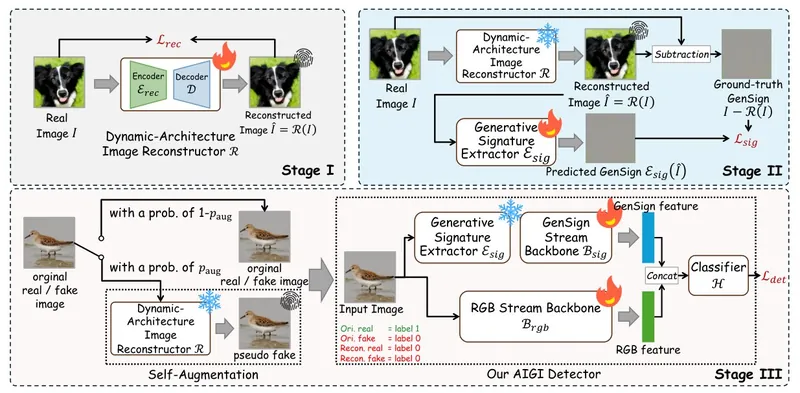 ℒ_rec
Encoder
ℰ_rec
Decoder
𝒟
Real
Image I
Reconstructed
Image Î = ℛ(I)
Dynamic-Architecture
Image Reconstructor ℛ
Stage I
Real
Image I
Dynamic-
Architecture
Image
Reconstructor ℛ
Reconstructed
Image Î = ℛ(I)
Subtraction
Ground-truth
GenSign
I − ℛ(I)
Generative
Signature
Extractor ℰ_sig
Predicted GenSign ℰ_sig(Î)
ℒ_sig
Stage II
orginal
real / fake
image
with a prob. of 1-p_aug
with a prob. of p_aug
orginal
real / fake image
Dynamic-
Architecture
Image
Reconstructor ℛ
pseudo fake
Self-Augmentation
Input Image
Ori. real = label 1
Ori. fake = label 0
Recon. real = label 0
Recon. fake = label 0
Generative
Signature
Extractor ℰ_sig
GenSign
Stream
Backbone ℬ_sig
GenSign feature
RGB Stream Backbone
ℬ_rgb
RGB feature
Concat
Classifier
ℋ
ℒ_det
Our AIGI Detector
Stage III